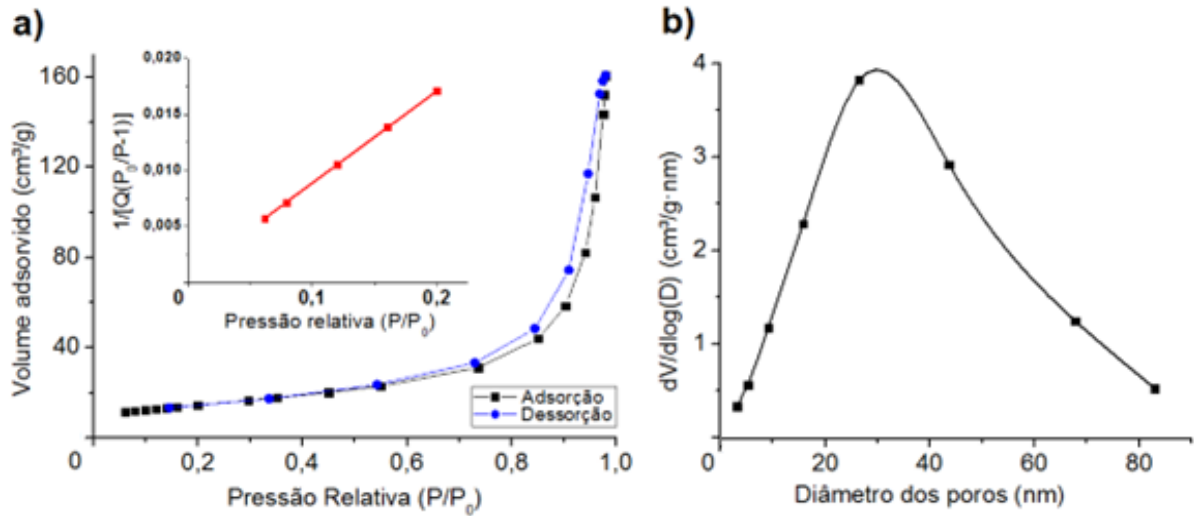 a)
Volume adsorvido (cm³/g)
160
120
80
40
0
0,2
0,4
0,6
0,8
1,0
Pressão Relativa (P/P₀)
1/[Q(P₀/P-1)]
0,020
0,015
0,010
0,005
0
0,1
0,2
Pressão relativa (P/P₀)
Adsorção
Dessorção
b)
dV/dlog(D) (cm³/g·nm)
4
3
2
1
0
20
40
60
80
Diâmetro dos poros (nm)